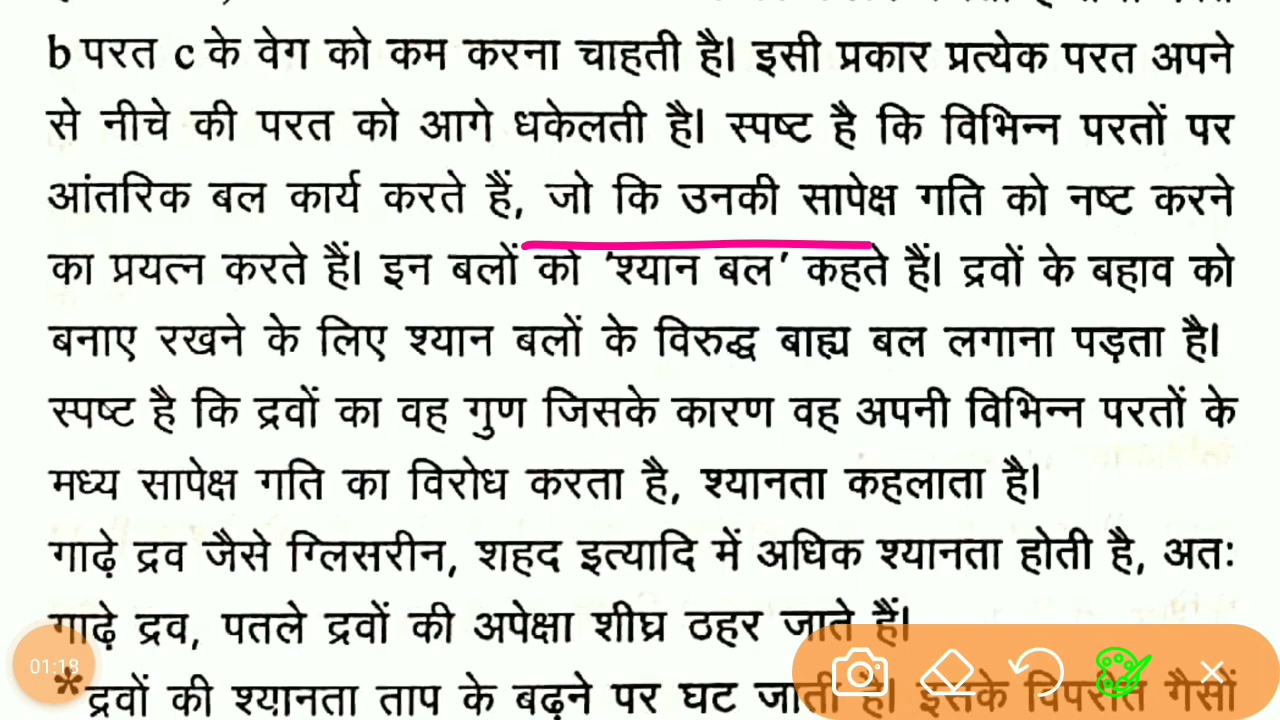 b परत c के वेग को कम करना चाहती है। इसी प्रकार प्रत्येक परत अपने
से नीचे की परत को आगे धकेलती है। स्पष्ट है कि विभिन्न परतों पर
आंतरिक बल कार्य करते हैं, जो कि उनकी सापेक्ष गति को नष्ट करने
का प्रयत्न करते हैं। इन बलों को 'श्यान बल' कहते हैं। द्रवों के बहाव को
बनाए रखने के लिए श्यान बलों के विरुद्ध बाह्य बल लगाना पड़ता है।
स्पष्ट है कि द्रवों का वह गुण जिसके कारण वह अपनी विभिन्न परतों के
मध्य सापेक्ष गति का विरोध करता है, श्यानता कहलाता है।
गाढ़े द्रव जैसे ग्लिसरीन, शहद इत्यादि में अधिक श्यानता होती है, अतः
गाढ़े द्रव, पतले द्रवों की अपेक्षा शीघ्र ठहर जाते हैं।
01:18
*द्रवों की श्यानता ताप के बढ़ने पर घट जाती है। इसके विपरीत गैसों